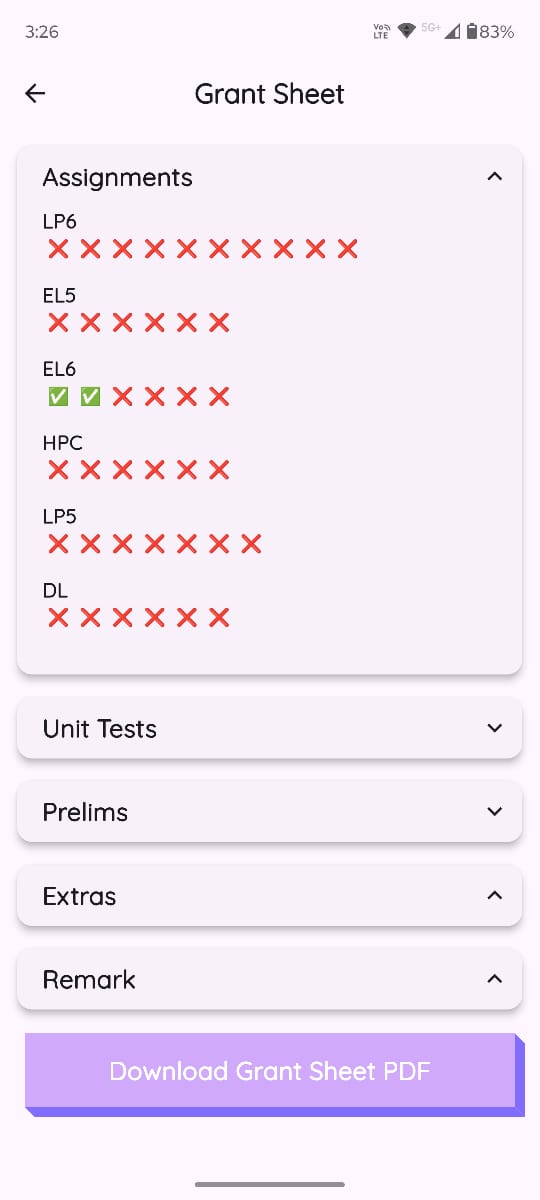 3:26 Vo LTE 5G+ 83%
Grant Sheet
Assignments
LP6
❌ ❌ ❌ ❌ ❌ ❌ ❌ ❌ ❌ ❌
EL5
❌ ❌ ❌ ❌ ❌ ❌
EL6
✅ ✅ ❌ ❌ ❌ ❌
HPC
❌ ❌ ❌ ❌ ❌ ❌
LP5
❌ ❌ ❌ ❌ ❌ ❌ ❌
DL
❌ ❌ ❌ ❌ ❌ ❌
Unit Tests
Prelims
Extras
Remark
Download Grant Sheet PDF